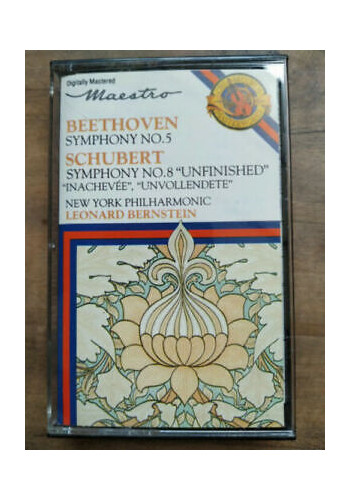 Digitally Mastered
Maestro
BEETHOVEN
SYMPHONY NO.5
SCHUBERT
SYMPHONY NO.8 “UNFINISHED”
“INACHEVÉE”, “UNVOLLENDETE”
NEW YORK PHILHARMONIC
LEONARD BERNSTEIN